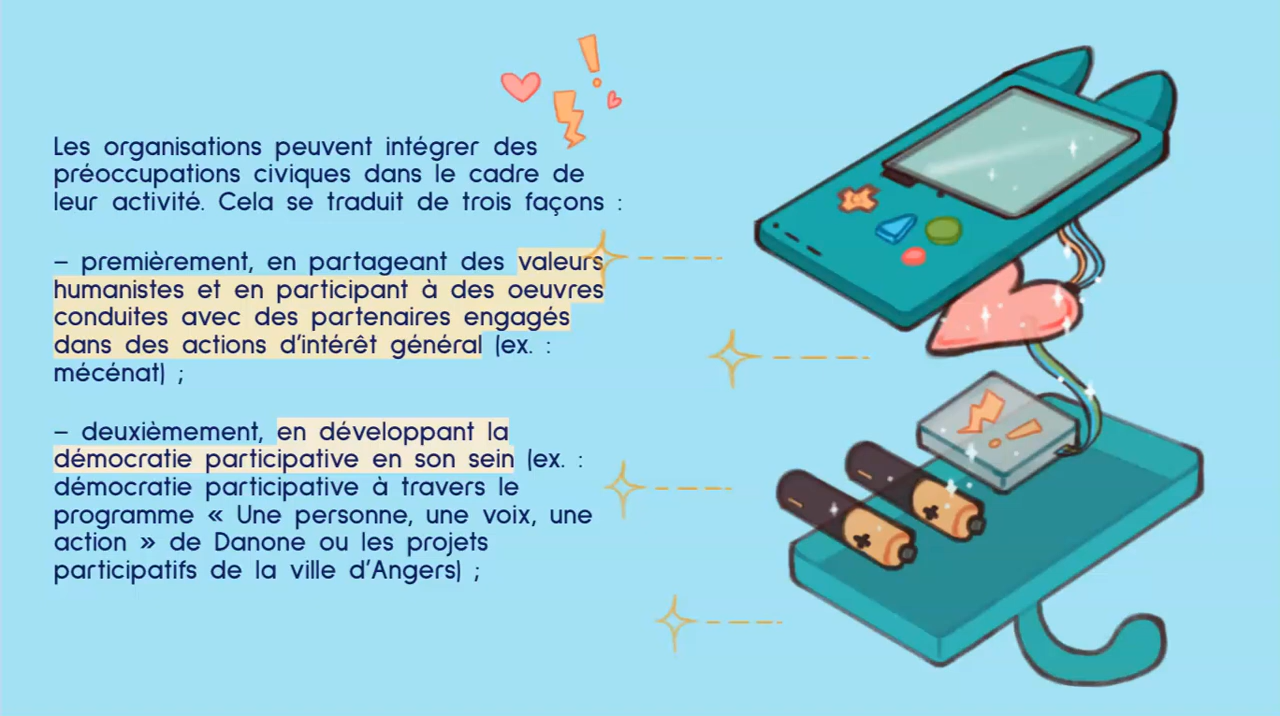 Les organisations peuvent intégrer des
préoccupations civiques dans le cadre de
leur activité. Cela se traduit de trois façons :
– premièrement, en partageant des valeurs
humanistes et en participant à des oeuvres
conduites avec des partenaires engagés
dans des actions d'intérêt général (ex. :
mécénat) ;
– deuxièmement, en développant la
démocratie participative en son sein (ex. :
démocratie participative à travers le
programme « Une personne, une voix, une
action » de Danone ou les projets
participatifs de la ville d'Angers) ;